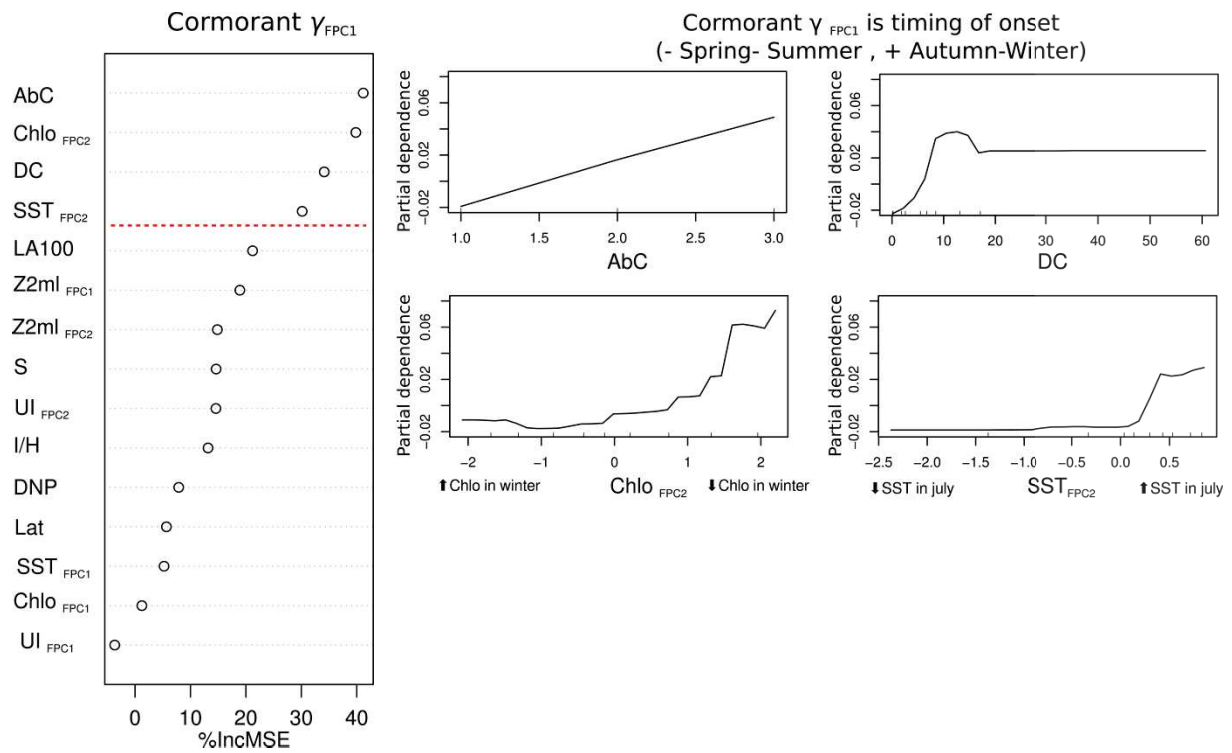 Cormorant γ FPC1
AbC
Chlo FPC2
DC
SST FPC2
LA100
Z2ml FPC1
Z2ml FPC2
S
UI FPC2
I/H
DNP
Lat
SST FPC1
Chlo FPC1
UI FPC1
0 10 20 30 40
%IncMSE
Cormorant γ FPC1 is timing of onset
(- Spring- Summer , + Autumn-Winter)
Partial dependence
-0.02 0.02 0.06
1.0 1.5 2.0 2.5 3.0
AbC
Partial dependence
-0.02 0.02 0.06
0 10 20 30 40 50 60
DC
Partial dependence
-0.02 0.02 0.06
-2 -1 0 1 2
⬆Chlo in winter Chlo FPC2 ⬇Chlo in winter
Partial dependence
-0.02 0.02 0.06
-2.5 -2.0 -1.5 -1.0 -0.5 0.0 0.5
⬇SST in july SST FPC2 ⬆SST in july